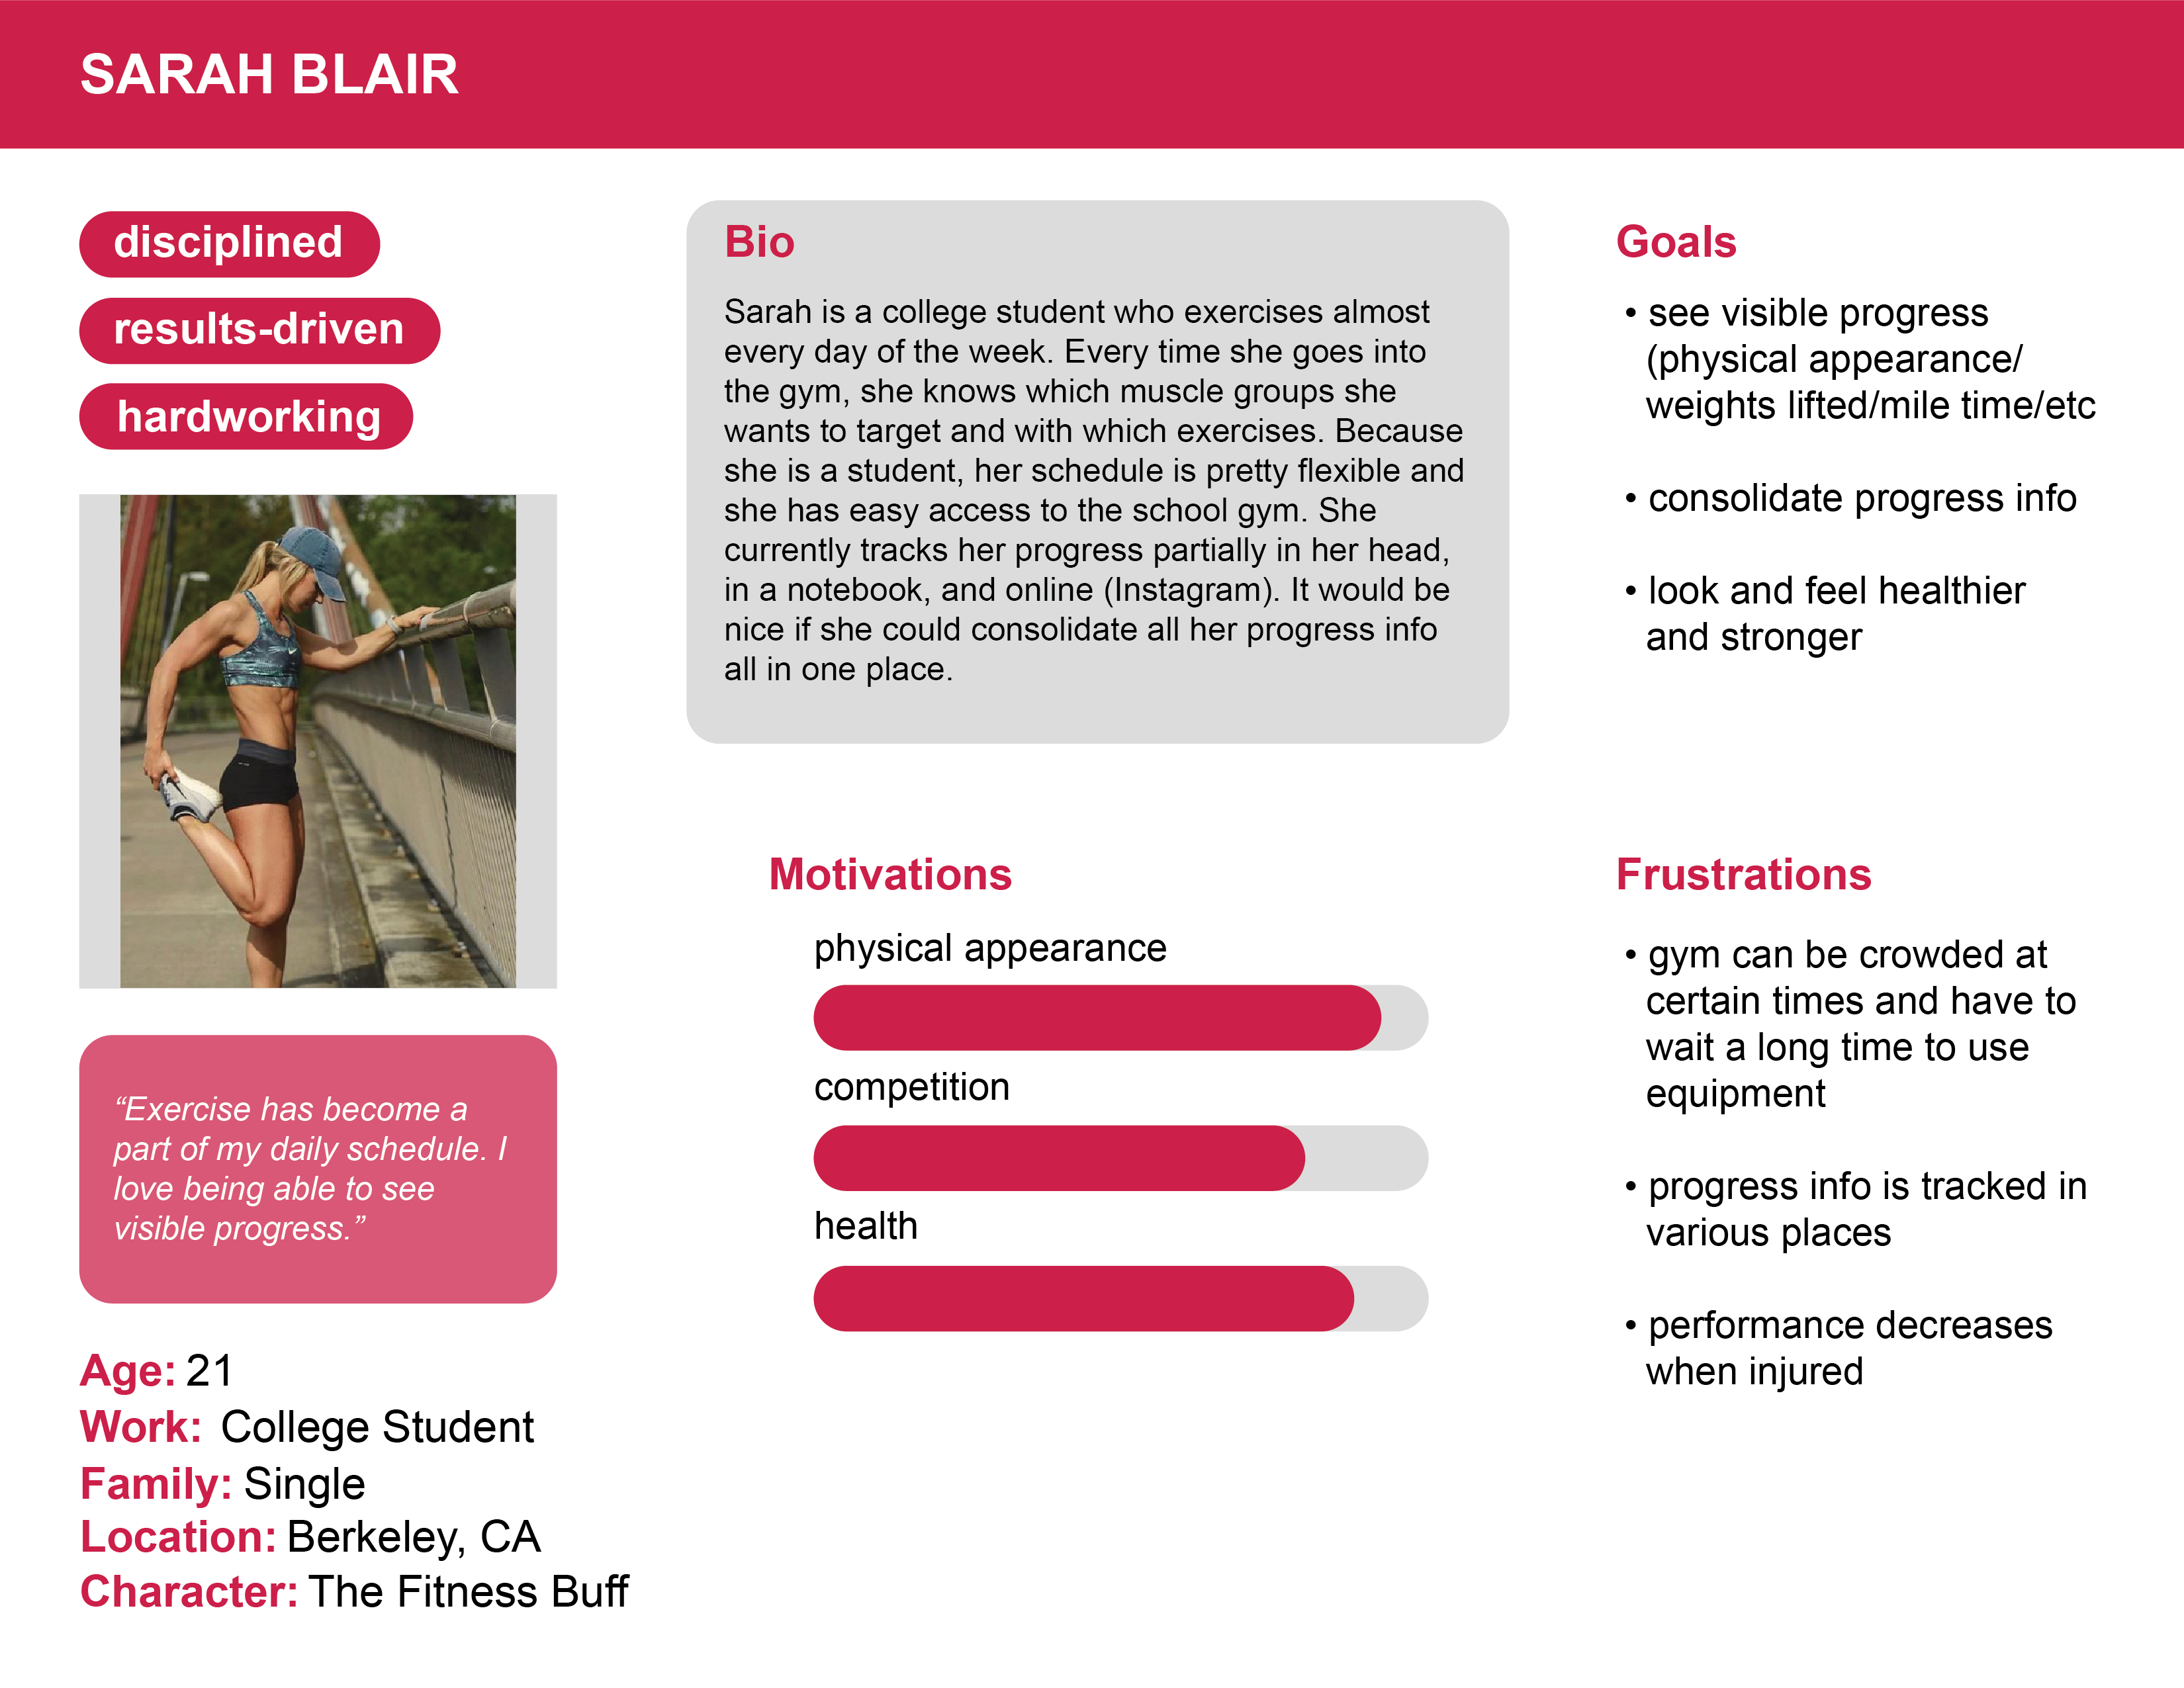 SARAH BLAIR
disciplined
results-driven
hardworking
“Exercise has become a
part of my daily schedule. I
love being able to see
visible progress.”
Age: 21
Work: College Student
Family: Single
Location: Berkeley, CA
Character: The Fitness Buff
Bio
Sarah is a college student who exercises almost
every day of the week. Every time she goes into
the gym, she knows which muscle groups she
wants to target and with which exercises. Because
she is a student, her schedule is pretty flexible and
she has easy access to the school gym. She
currently tracks her progress partially in her head,
in a notebook, and online (Instagram). It would be
nice if she could consolidate all her progress info
all in one place.
Motivations
physical appearance
competition
health
Goals
• see visible progress
(physical appearance/
weights lifted/mile time/etc
• consolidate progress info
• look and feel healthier
and stronger
Frustrations
• gym can be crowded at
certain times and have to
wait a long time to use
equipment
• progress info is tracked in
various places
• performance decreases
when injured